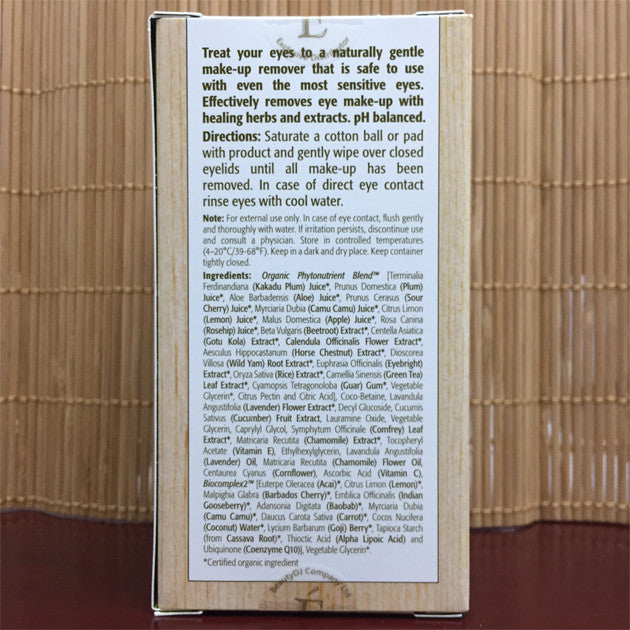 E
Exclusive Distributor
Treat your eyes to a naturally gentle
make-up remover that is safe to use
with even the most sensitive eyes.
Effectively removes eye make-up with
healing herbs and extracts. pH balanced.
Directions: Saturate a cotton ball or pad
with product and gently wipe over closed
eyelids until all make-up has been
removed. In case of direct eye contact
rinse eyes with cool water.
Note: For external use only. In case of eye contact, flush gently
and thoroughly with water. If irritation persists, discontinue use
and consult a physician. Store in controlled temperatures
(4–20°C/39-68°F). Keep in a dark and dry place. Keep container
tightly closed.
Ingredients: Organic Phytonutrient Blend™ [Terminalia
Ferdinandiana (Kakadu Plum) Juice*, Prunus Domestica (Plum)
Juice*, Aloe Barbadensis (Aloe) Juice*, Prunus Cerasus (Sour
Cherry) Juice*, Myrciaria Dubia (Camu Camu) Juice*, Citrus Limon
(Lemon) Juice*, Malus Domestica (Apple) Juice*, Rosa Canina
(Rosehip) Juice*, Beta Vulgaris (Beetroot) Extract*, Centella Asiatica
(Gotu Kola) Extract*, Calendula Officinalis Flower Extract*,
Aesculus Hippocastanum (Horse Chestnut) Extract*, Dioscorea
Villosa (Wild Yam) Root Extract*, Euphrasia Officinalis (Eyebright)
Extract*, Oryza Sativa (Rice) Extract*, Camellia Sinensis (Green Tea)
Leaf Extract*, Cyamopsis Tetragonoloba (Guar) Gum*, Vegetable
Glycerin*, Citrus Pectin and Citric Acid], Coco-Betaine, Lavandula
Angustifolia (Lavender) Flower Extract*, Decyl Glucoside, Cucumis
Sativus (Cucumber) Fruit Extract, Lauramine Oxide, Vegetable
Glycerin, Caprylyl Glycol, Symphytum Officinale (Comfrey) Leaf
Extract*, Matricaria Recutita (Chamomile) Extract*, Tocopheryl
Acetate (Vitamin E), Ethylhexylglycerin, Lavandula Angustifolia
(Lavender) Oil, Matricaria Recutita (Chamomile) Flower Oil,
Centaurea Cyanus (Cornflower), Ascorbic Acid (Vitamin C),
Biocomplex2™ [Euterpe Oleracea (Acai)*, Citrus Limon (Lemon)*,
Malpighia Glabra (Barbados Cherry)*, Emblica Officinalis (Indian
Gooseberry)*, Adansonia Digitata (Baobab)*, Myrciaria Dubia
(Camu Camu)*, Daucus Carota Sativa (Carrot)*, Cocos Nucifera
(Coconut) Water*, Lycium Barbarum (Goji) Berry*, Tapioca Starch
(from Cassava Root)*, Thioctic Acid (Alpha Lipoic Acid) and
Ubiquinone (Coenzyme Q10)], Vegetable Glycerin*.
*Certified organic ingredient
BeautyDJ Company Ltd
E